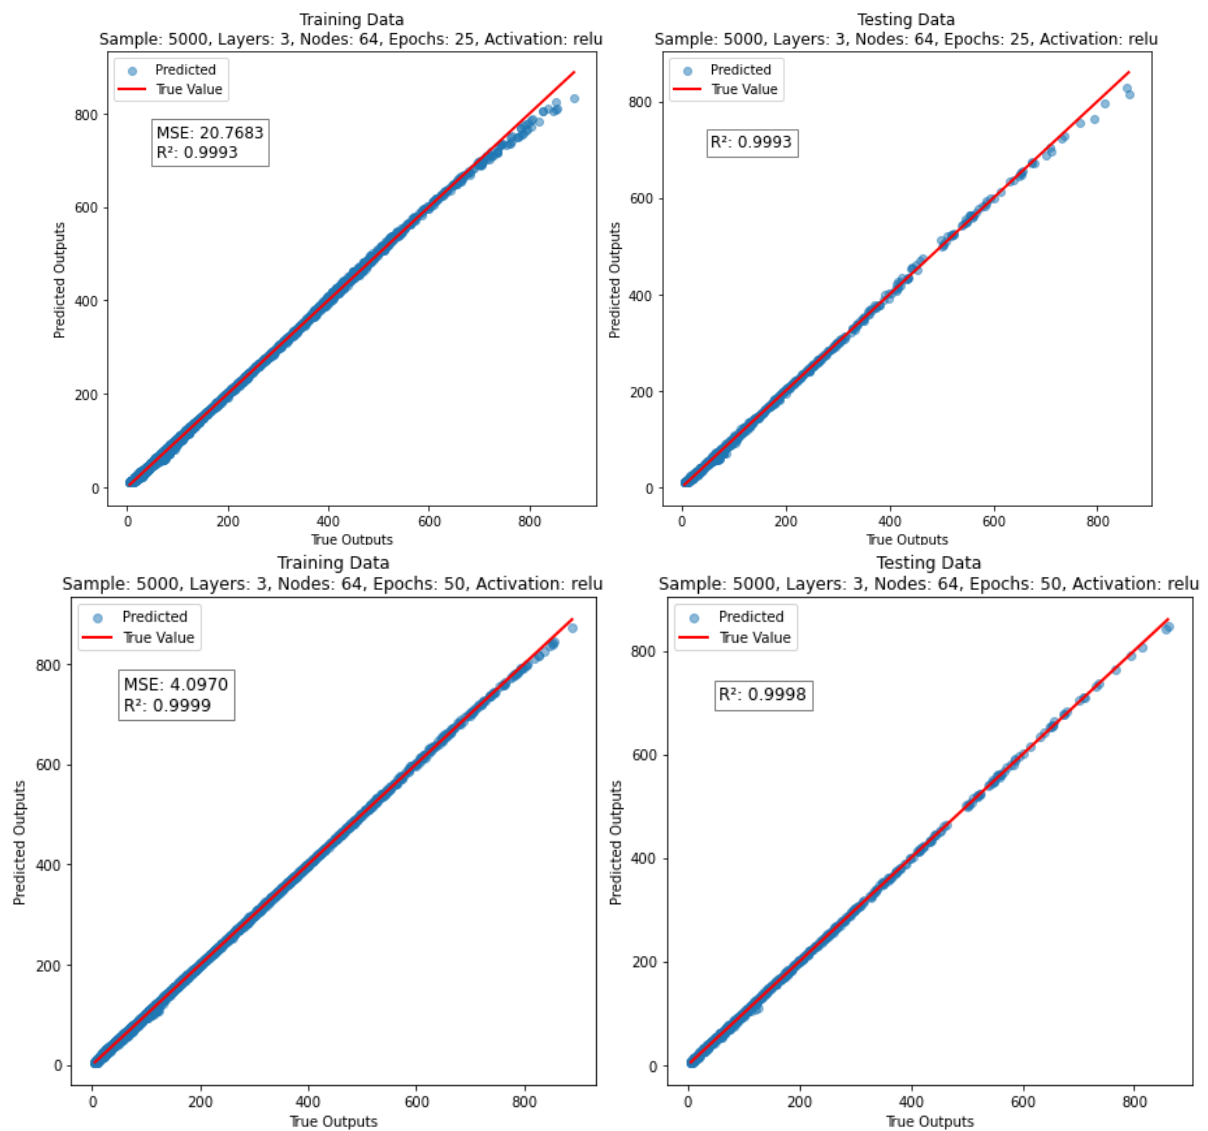 Training Data
Sample: 5000, Layers: 3, Nodes: 64, Epochs: 25, Activation: relu
Predicted
True Value
MSE: 20.7683
R²: 0.9993
800
600
400
200
0
Predicted Outputs
0 200 400 600 800
True Outputs
Testing Data
Sample: 5000, Layers: 3, Nodes: 64, Epochs: 25, Activation: relu
Predicted
True Value
R²: 0.9993
800
600
400
200
0
Predicted Outputs
0 200 400 600 800
True Outputs
Training Data
Sample: 5000, Layers: 3, Nodes: 64, Epochs: 50, Activation: relu
Predicted
True Value
MSE: 4.0970
R²: 0.9999
800
600
400
200
0
Predicted Outputs
0 200 400 600 800
True Outputs
Testing Data
Sample: 5000, Layers: 3, Nodes: 64, Epochs: 50, Activation: relu
Predicted
True Value
R²: 0.9998
800
600
400
200
0
Predicted Outputs
0 200 400 600 800
True Outputs